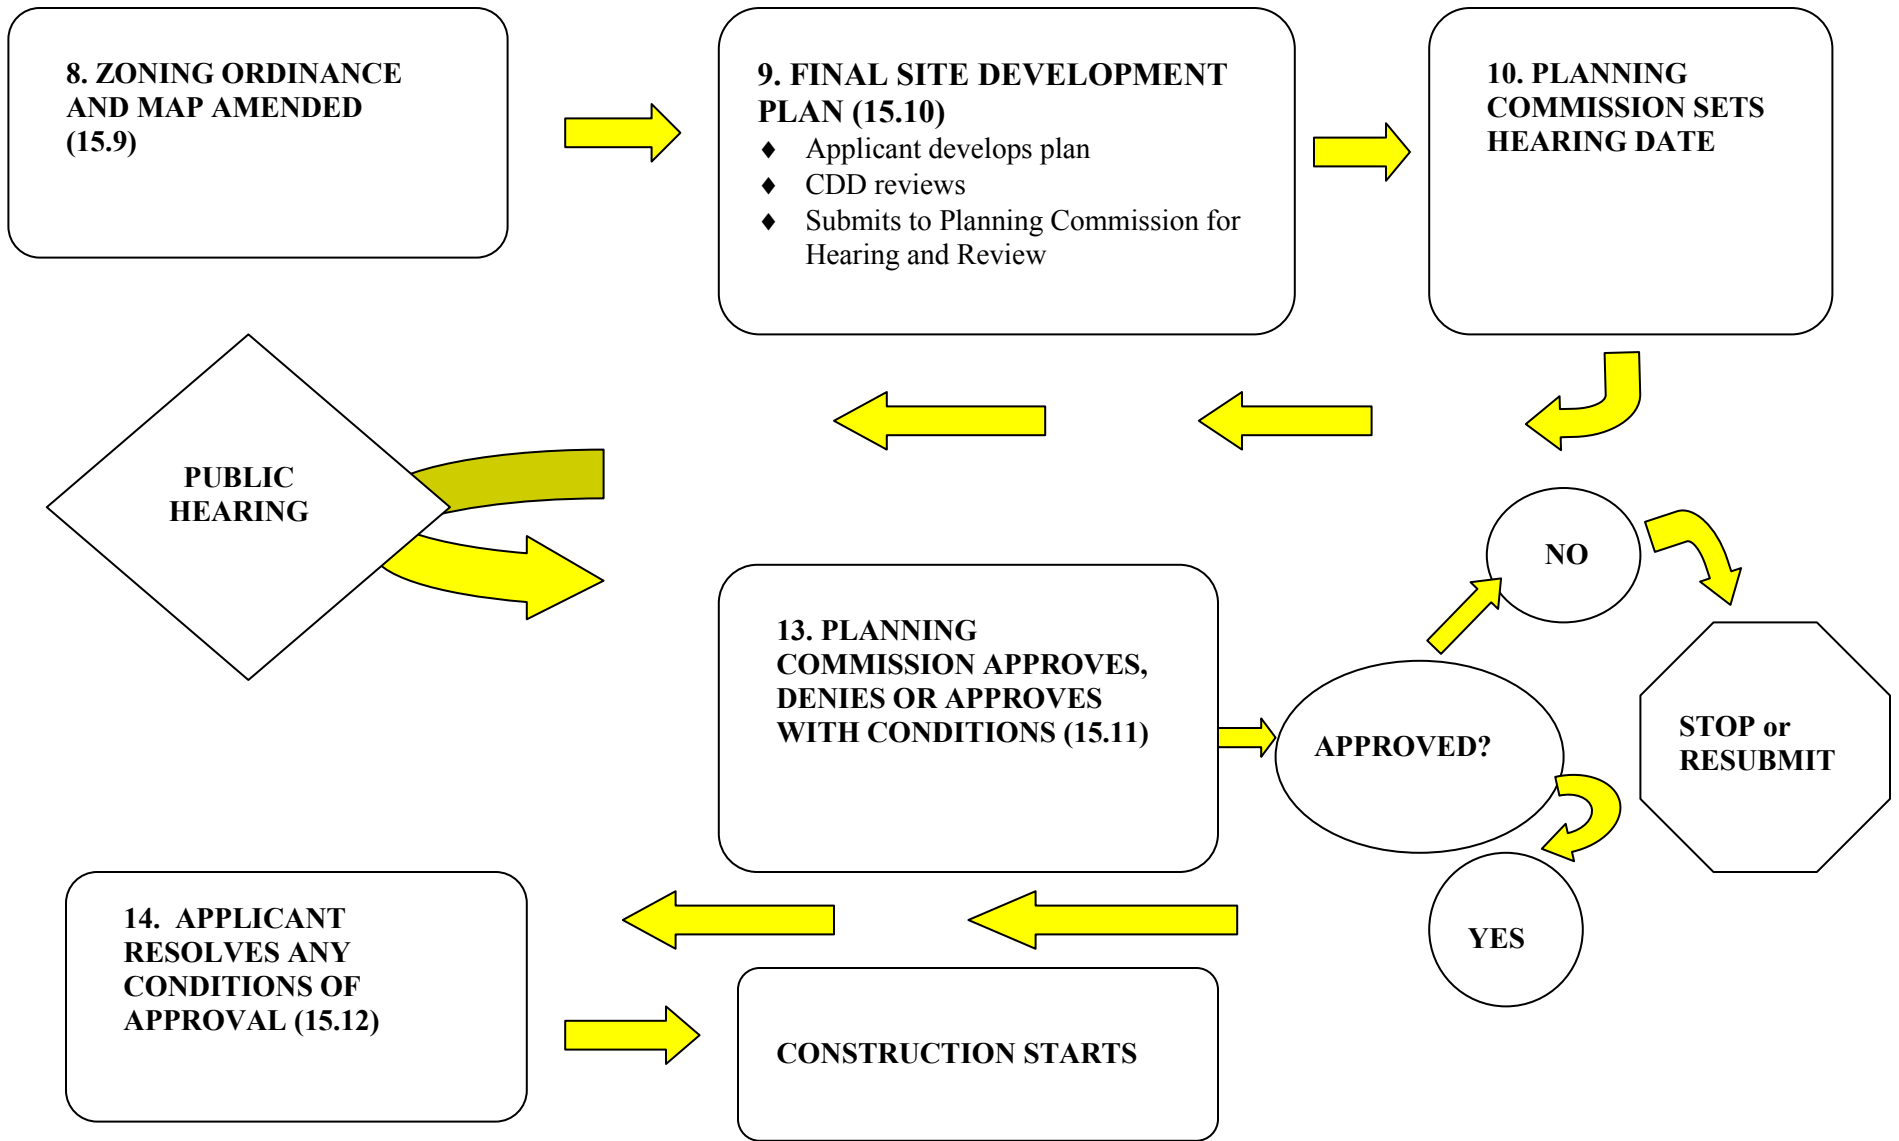 8. ZONING ORDINANCE
AND MAP AMENDED
(15.9)
9. FINAL SITE DEVELOPMENT
PLAN (15.10)
♦ Applicant develops plan
♦ CDD reviews
♦ Submits to Planning Commission for
Hearing and Review
10. PLANNING
COMMISSION SETS
HEARING DATE
PUBLIC
HEARING
13. PLANNING
COMMISSION APPROVES,
DENIES OR APPROVES
WITH CONDITIONS (15.11)
APPROVED?
NO
STOP or
RESUBMIT
YES
14. APPLICANT
RESOLVES ANY
CONDITIONS OF
APPROVAL (15.12)
CONSTRUCTION STARTS